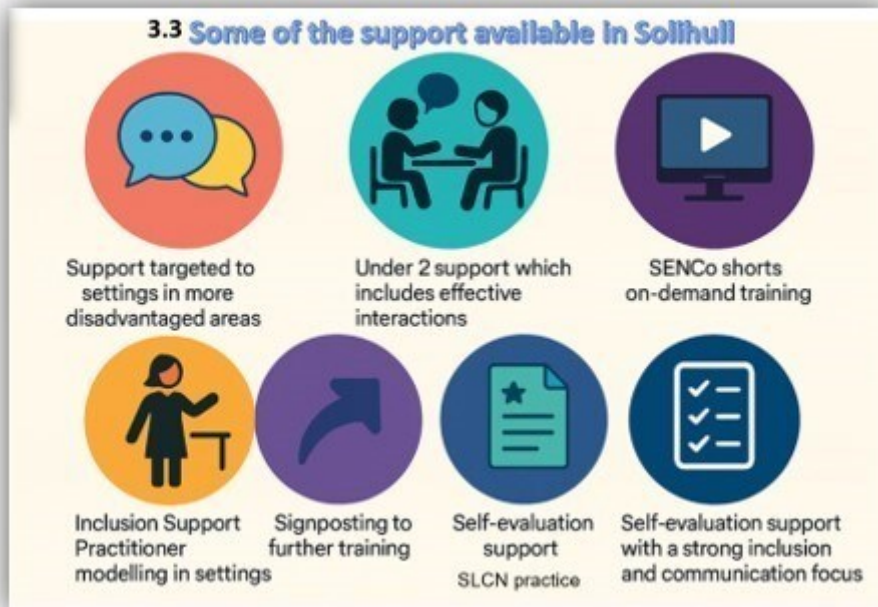 3.3 Some of the support available in Solihull
Support targeted to
settings in more
disadvantaged areas
Under 2 support which
includes effective
interactions
SENCo shorts
on-demand training
Inclusion Support
Practitioner
modelling in settings
Signposting to
further training
Self-evaluation
support
SLCN practice
Self-evaluation support
with a strong inclusion
and communication focus